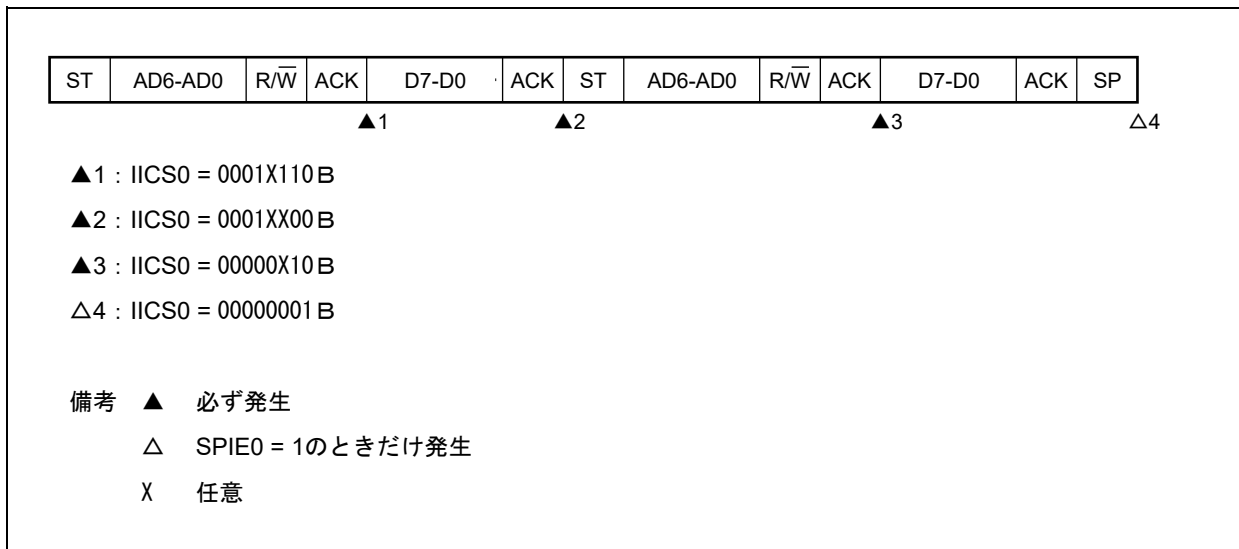 ST AD6-AD0 R/W̅ ACK D7-D0 ACK ST AD6-AD0 R/W̅ ACK D7-D0 ACK SP
▲1 ▲2 ▲3 △4
▲1：IICS0 = 0001X110B
▲2：IICS0 = 0001XX00B
▲3：IICS0 = 00000X10B
△4：IICS0 = 00000001B
備考 ▲ 必ず発生
△ SPIE0 = 1のときだけ発生
X 任意